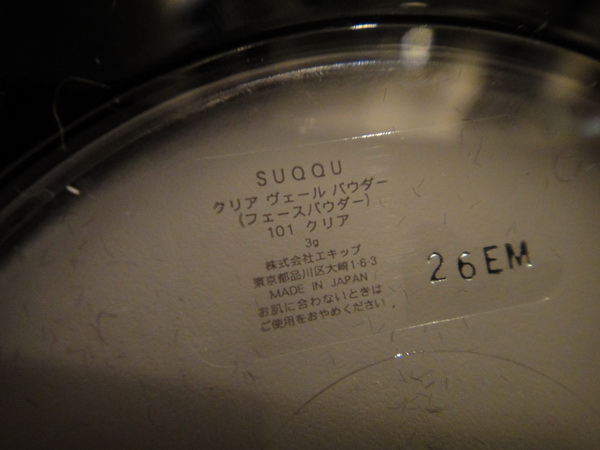 SUQQU
クリア ヴェール パウダー
(フェースパウダー)
101 クリア
3g
株式会社エキップ
東京都品川区大崎1-6-3
MADE IN JAPAN
お肌に合わないときは
ご使用をおやめください。
26EM